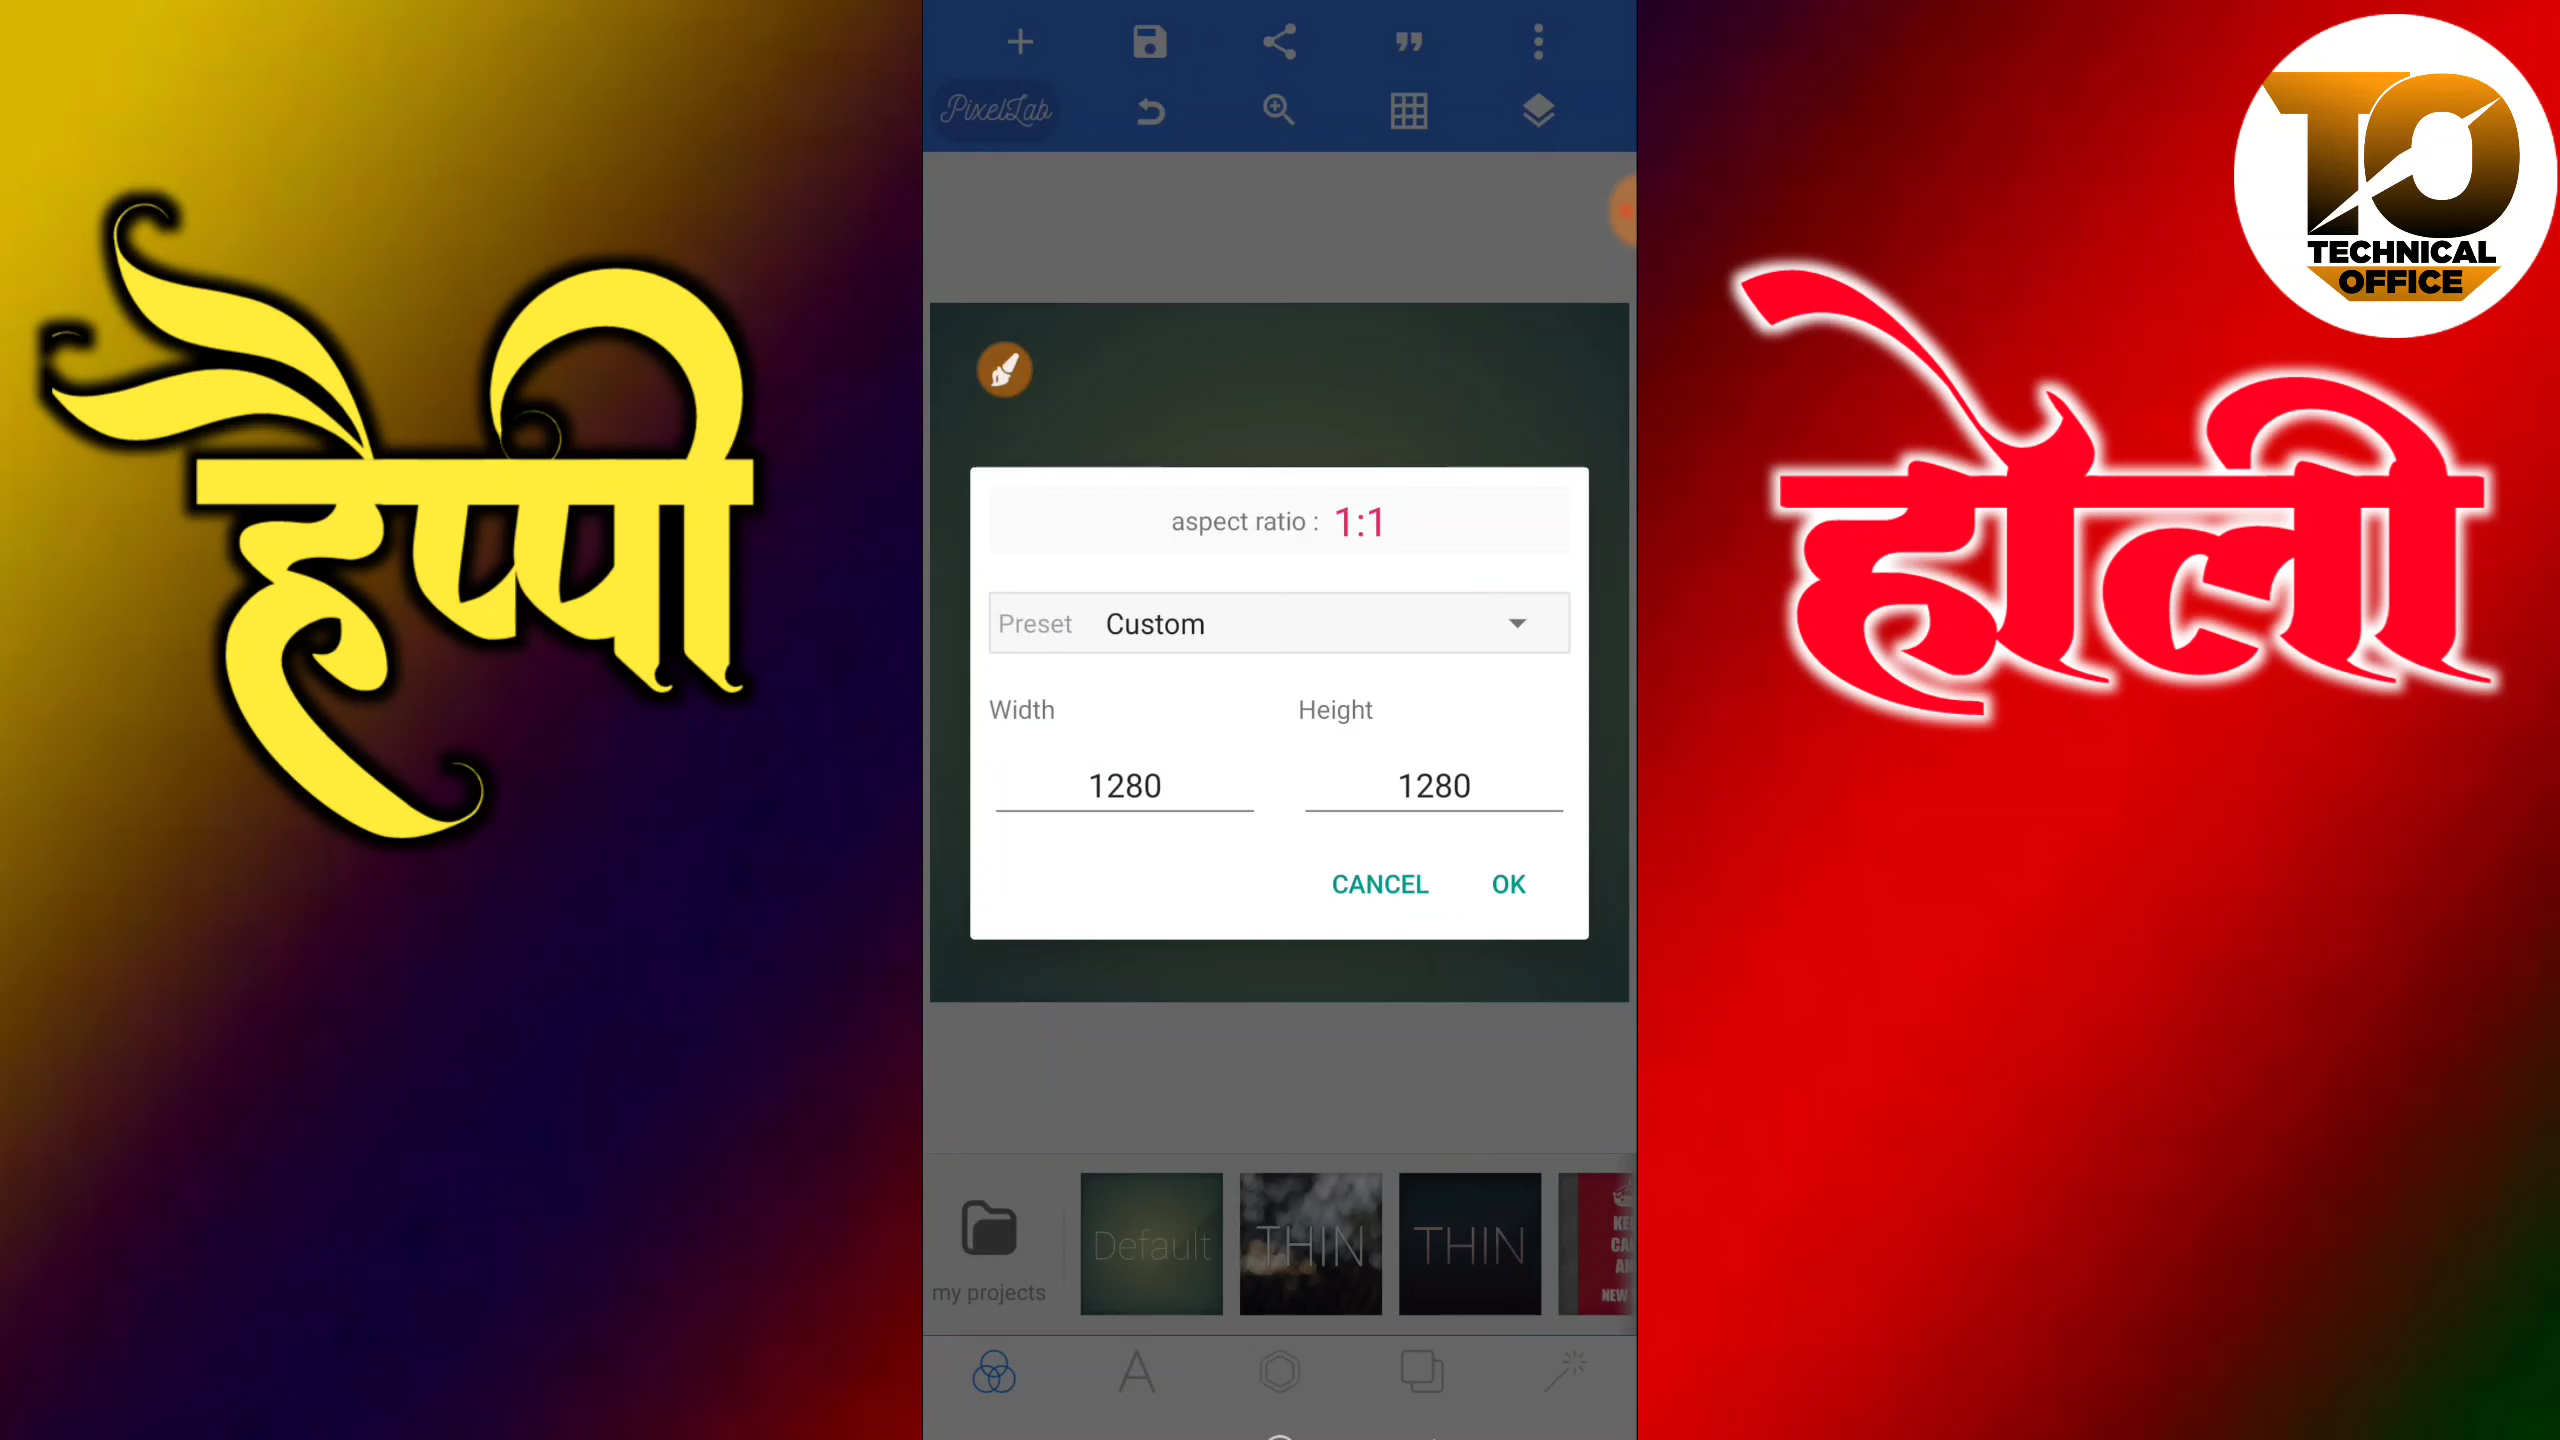 हैप्पी
PixelLab
aspect ratio : 1:1
Preset Custom
Width Height
1280 1280
CANCEL OK
my projects
Default
THIN
THIN
NEW
TO
TECHNICAL
OFFICE
होली